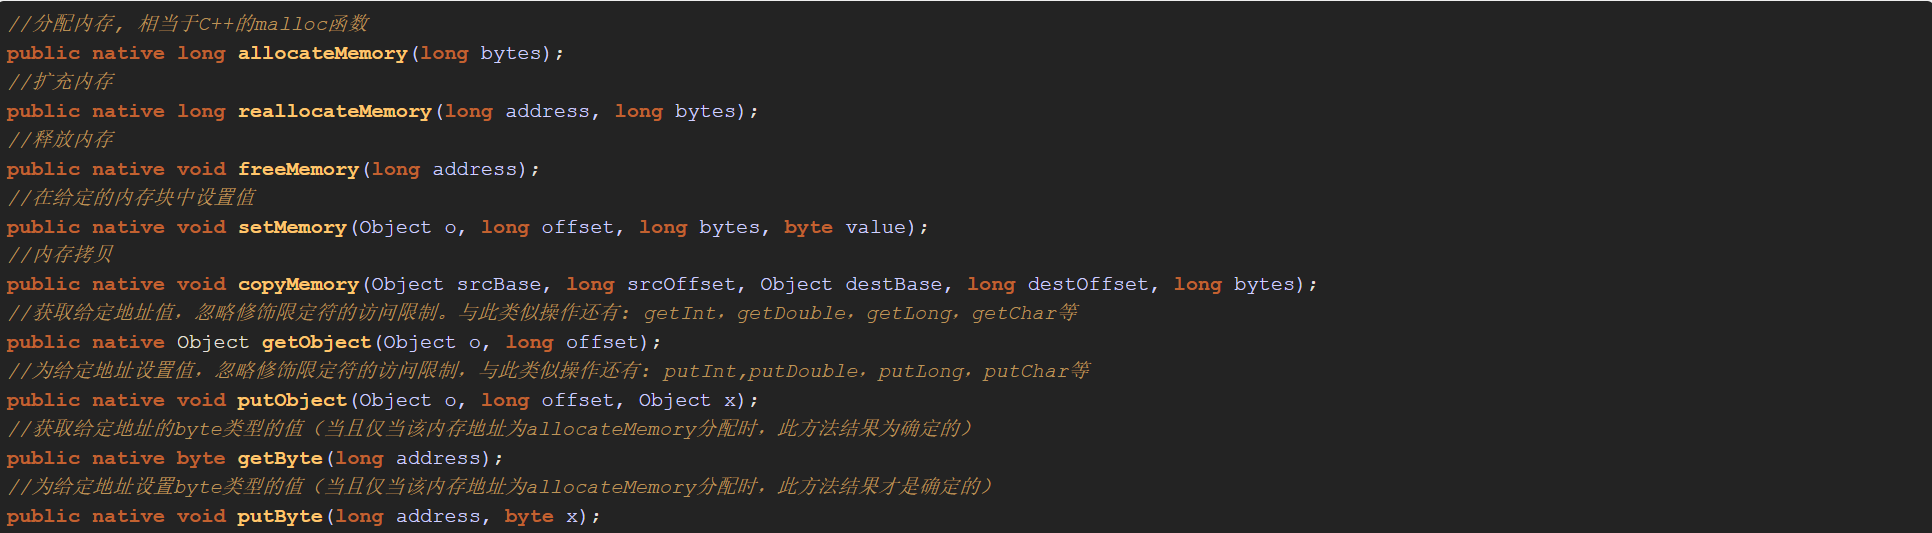 //分配内存, 相当于C++的malloc函数
public native long allocateMemory(long bytes);
//扩充内存
public native long reallocateMemory(long address, long bytes);
//释放内存
public native void freeMemory(long address);
//在给定的内存块中设置值
public native void setMemory(Object o, long offset, long bytes, byte value);
//内存拷贝
public native void copyMemory(Object srcBase, long srcOffset, Object destBase, long destOffset, long bytes);
//获取给定地址值，忽略修饰限定符的访问限制。与此类似操作还有: getInt，getDouble，getLong，getChar等
public native Object getObject(Object o, long offset);
//为给定地址设置值，忽略修饰限定符的访问限制，与此类似操作还有: putInt,putDouble，putLong，putChar等
public native void putObject(Object o, long offset, Object x);
//获取给定地址的byte类型的值（当且仅当该内存地址为allocateMemory分配时，此方法结果为确定的）
public native byte getByte(long address);
//为给定地址设置byte类型的值（当且仅当该内存地址为allocateMemory分配时，此方法结果才是确定的）
public native void putByte(long address, byte x);